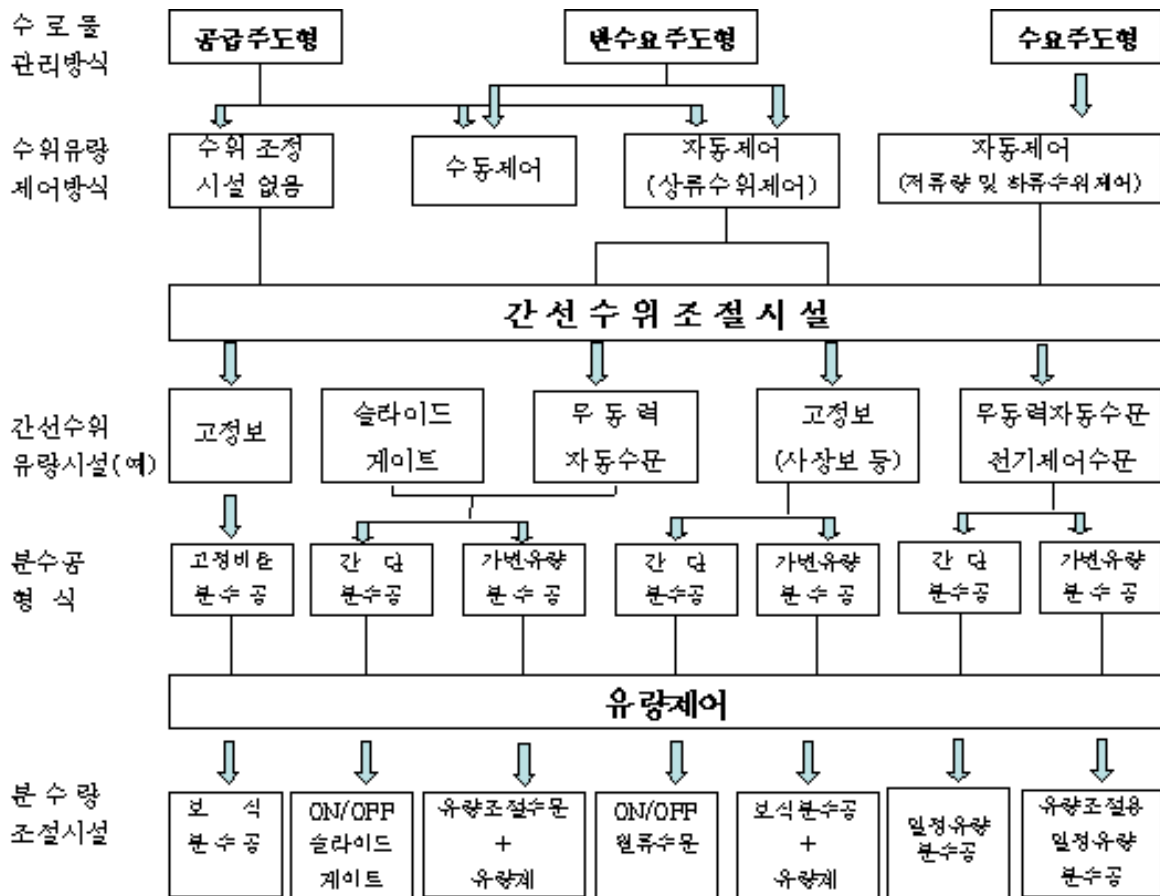 수 로 물
관리방식
공급주도형
반수요주도형
수요주도형
수위유량
제어방식
수위 조정
시설 없음
수동제어
자동제어
(상류수위제어)
자동제어
(저류량 및 하류수위제어)
간 선 수 위 조 절 시 설
간선수위
유량시설(예)
고정보
슬라이드
게이트
무 동 력
자동수문
고정보
(사장보 등)
무동력자동수문
전기제어수문
분수공
형 식
고정비율
분 수 공
간 단
분수공
가변유량
분 수 공
간 단
분수공
가변유량
분 수 공
간 단
분수공
가변유량
분 수 공
유량제어
분 수 량
조절시설
보 식
분 수 공
ON/OFF
슬라이드
게이트
유량조절수문
+
유량계
ON/OFF
월류수문
보식분수공
+
유량계
일정유량
분수공
유량조절용
일정유량
분수공